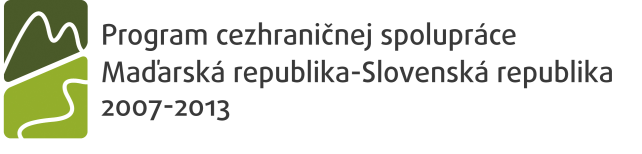 Program cezhraničnej spolupráce
Maďarská republika-Slovenská republika
2007-2013